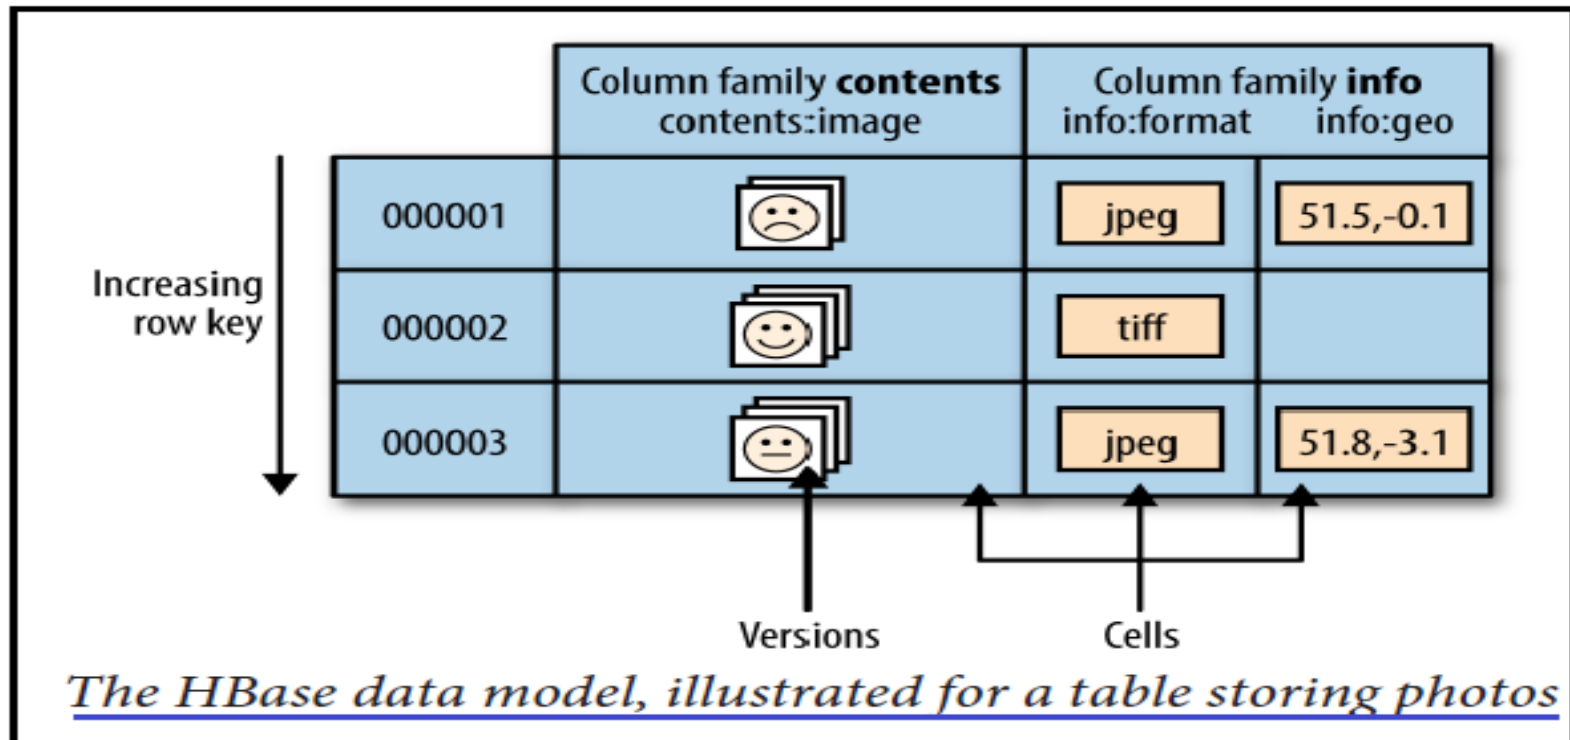 Column family contents
contents:image
Column family info
info:format info:geo
000001 jpeg 51.5,-0.1
Increasing
row key
000002 tiff
000003 jpeg 51.8,-3.1
Versions Cells
The HBase data model, illustrated for a table storing photos